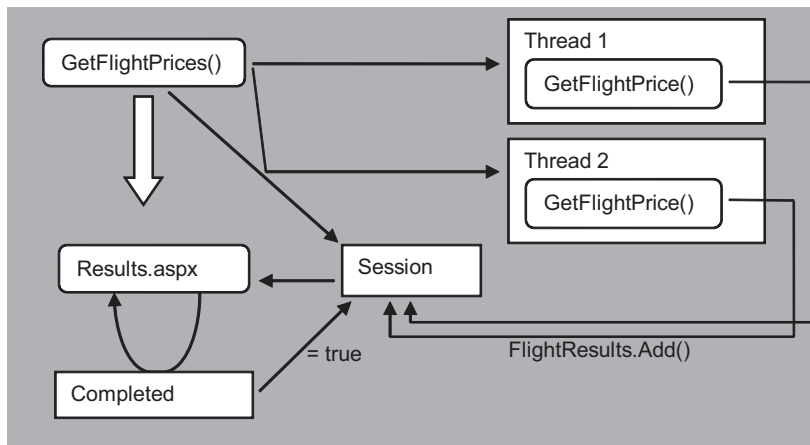 GetFlightPrices()
Thread 1
GetFlightPrice()
Thread 2
GetFlightPrice()
Results.aspx
Session
= true
FlightResults.Add()
Completed